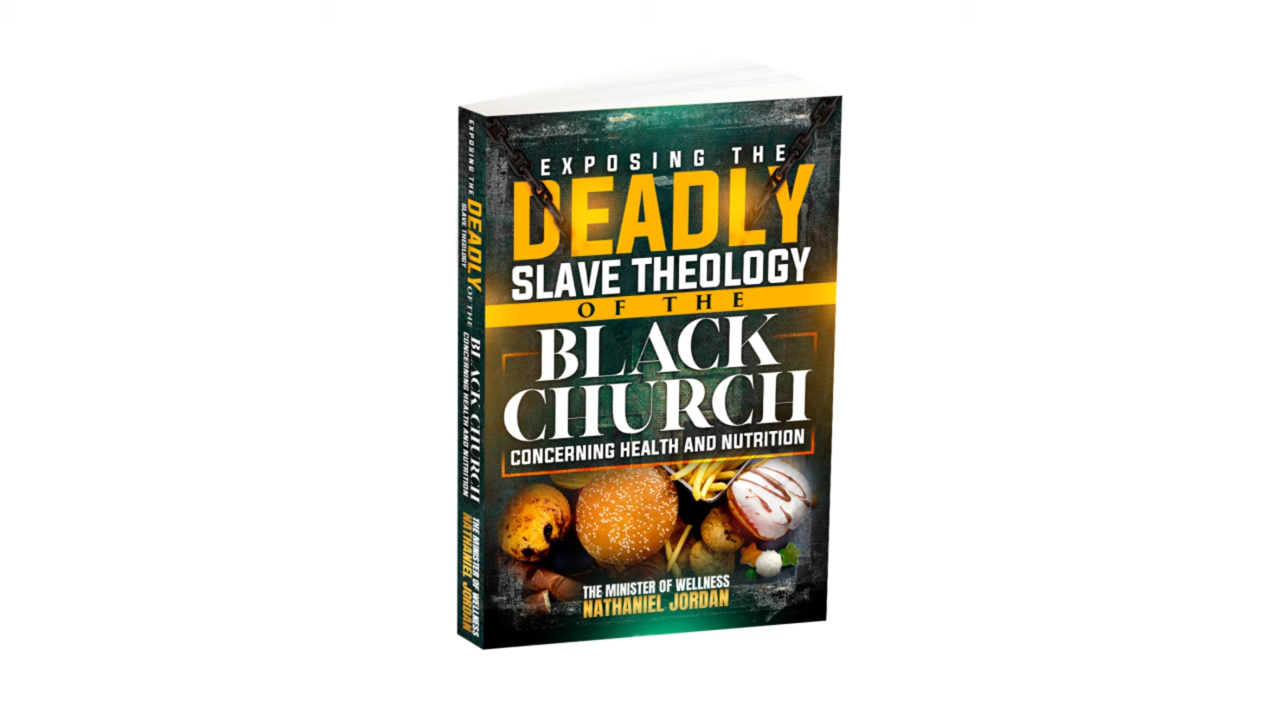 EXPOSING THE
DEADLY
SLAVE THEOLOGY
OF THE
BLACK
CHURCH
CONCERNING HEALTH AND NUTRITION
THE MINISTER OF WELLNESS
NATHANIEL JORDAN
EXPOSING THE DEADLY OF THE BLACK CHURCH THE MINISTER OF WELLNESS
SLAVE THEOLOGY CONCERNING HEALTH AND NUTRITION NATHANIEL JORDAN